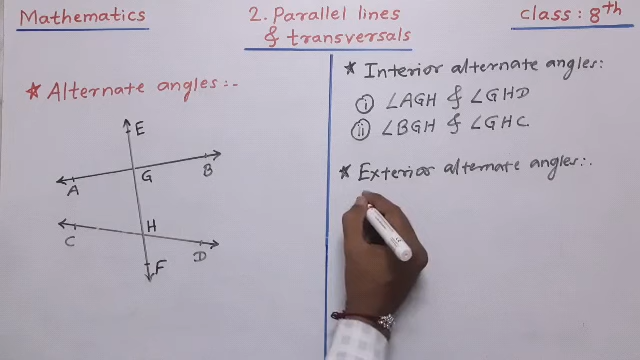 Mathematics
2. Parallel lines
& transversals
class: 8th
★ Alternate angles:-
E
G
B
A
C
H
F
D
★ Interior alternate angles:
(i) ∠AGH & ∠GHD
(ii) ∠BGH & ∠GHC
★ Exterior alternate angles:.